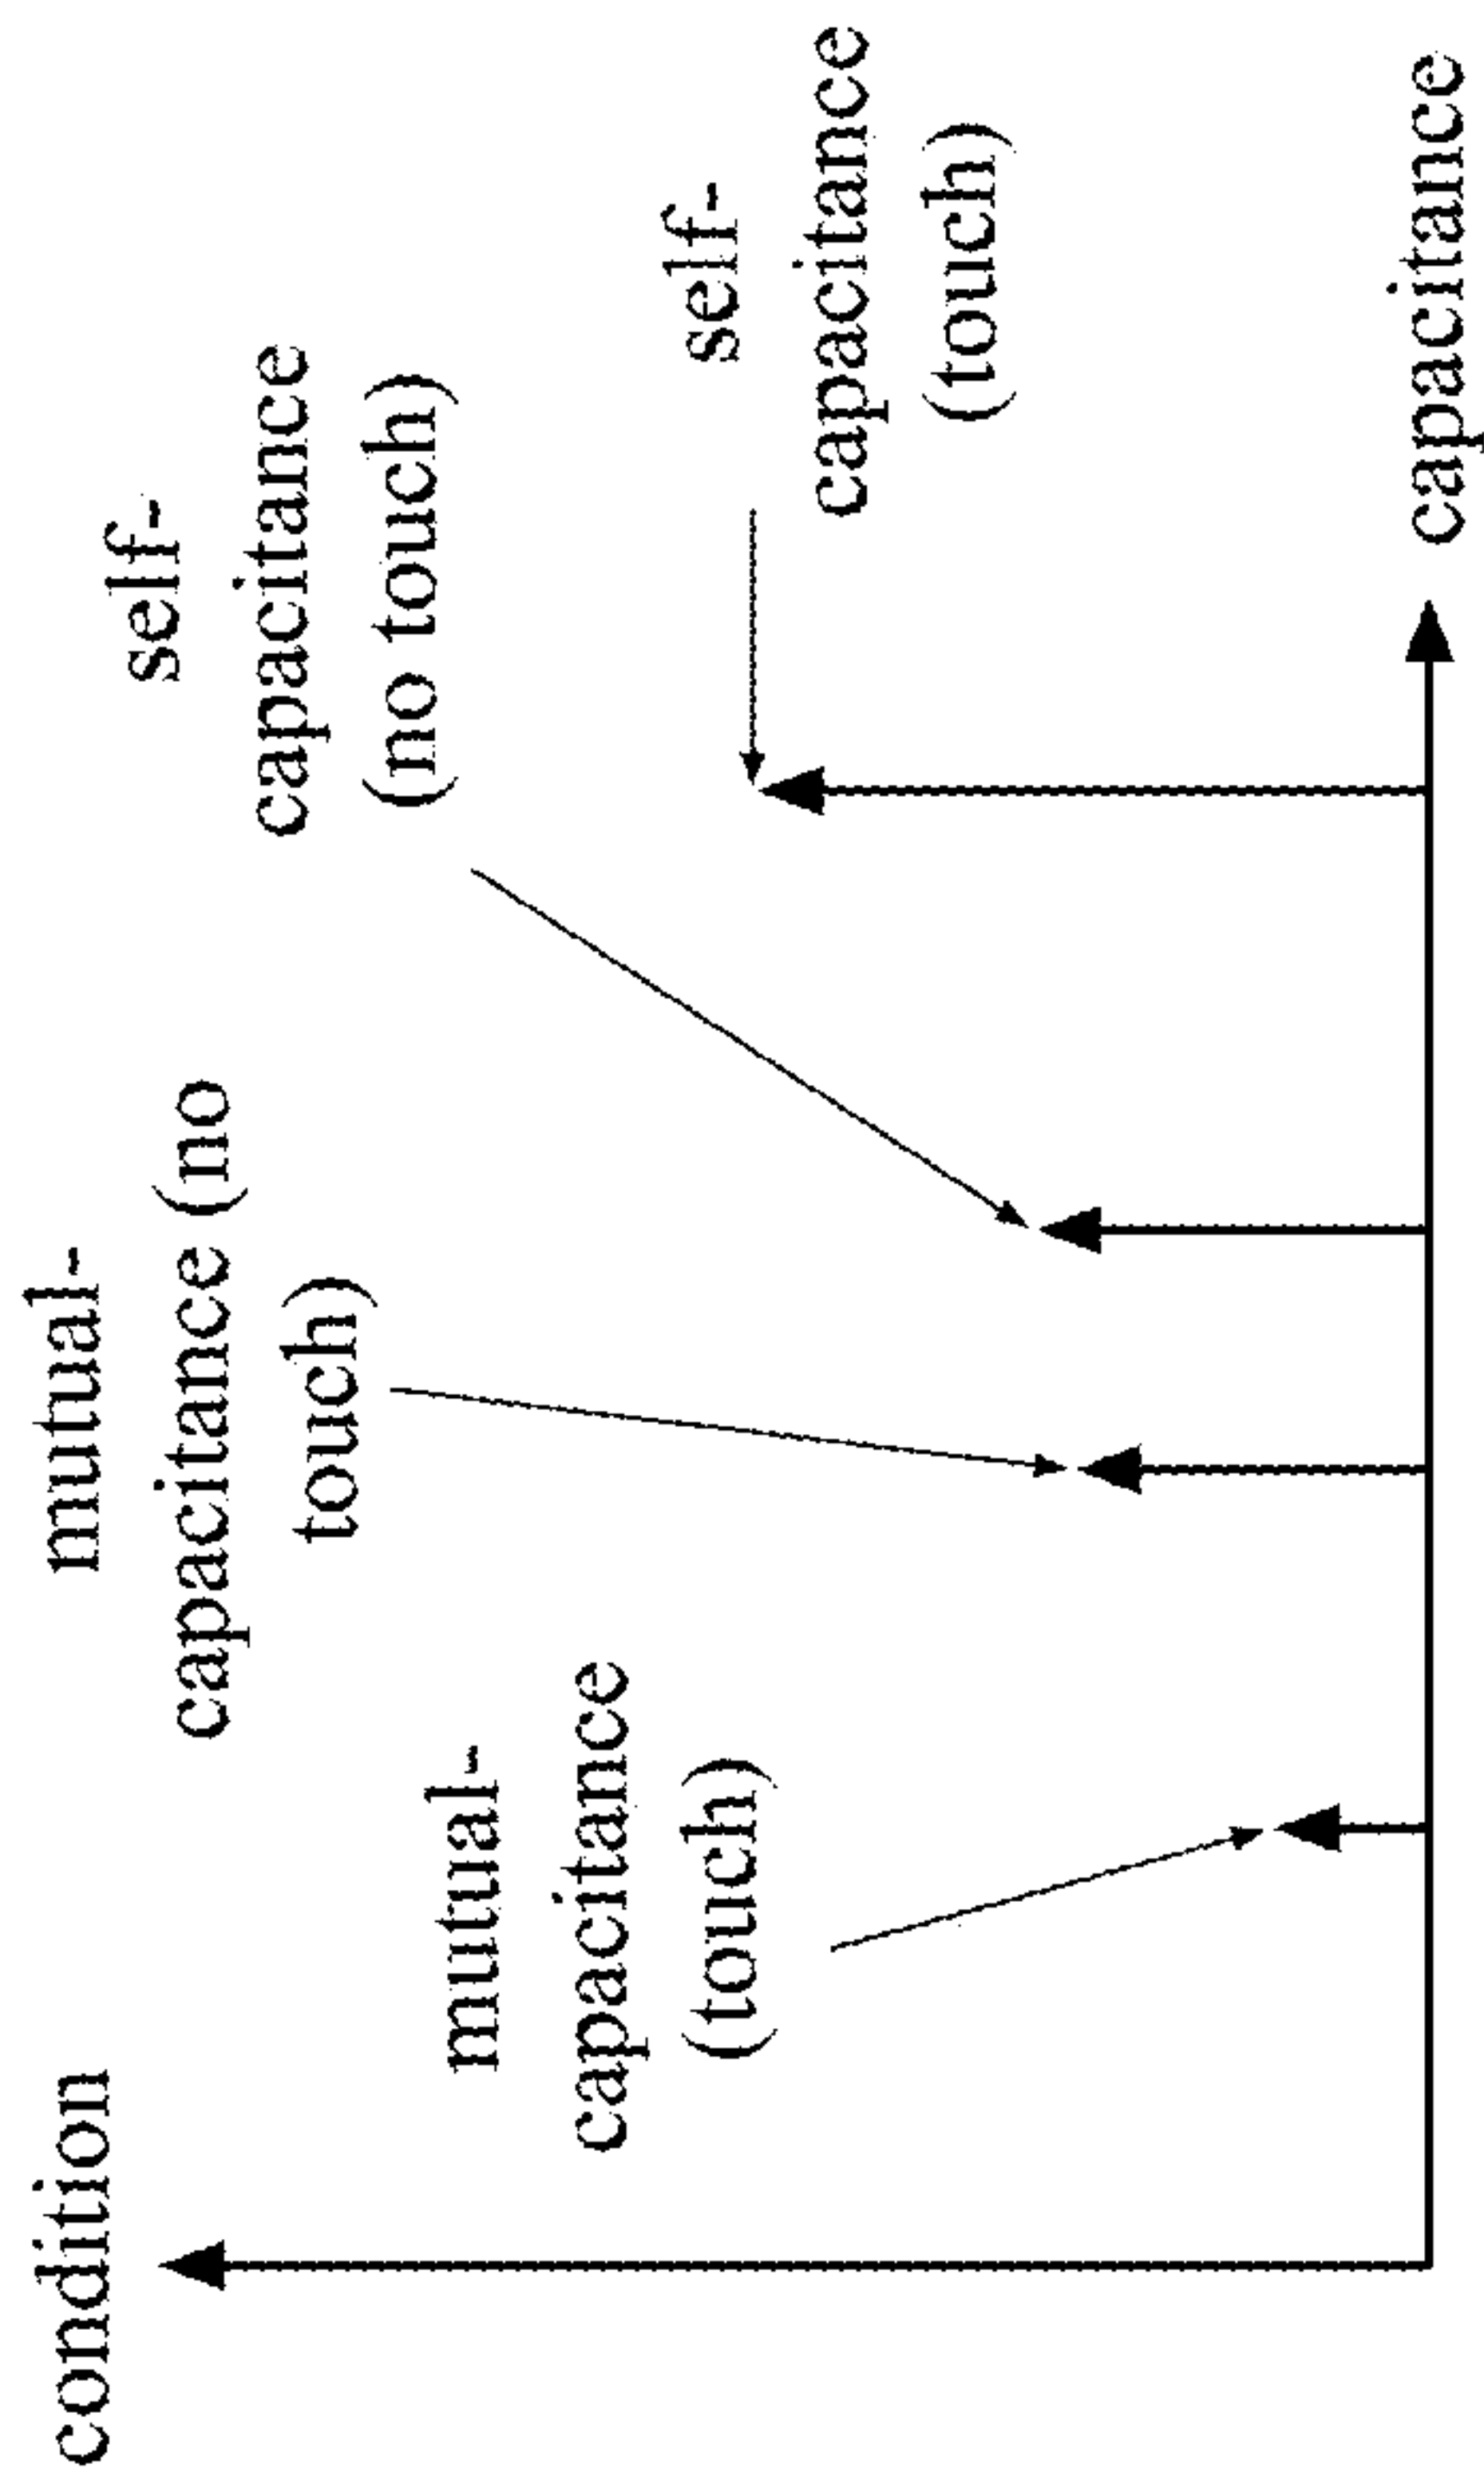 condition
mutual-
capacitance
(touch)
mutual-
capacitance (no
touch)
self-
capacitance
(no touch)
self-
capacitance
(touch)
capacitance